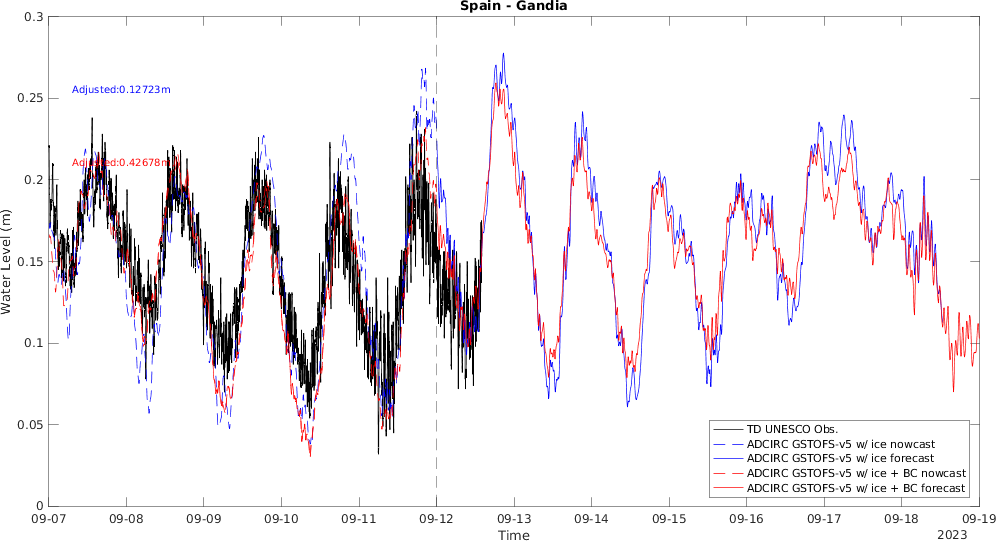 Spain - Gandia
0.3
0.25
0.2
0.15
0.1
0.05
0
Water Level (m)
Adjusted:0.12723m
Adjusted:0.42678m
TD UNESCO Obs.
ADCIRC GSTOFS-v5 w/ ice nowcast
ADCIRC GSTOFS-v5 w/ ice forecast
ADCIRC GSTOFS-v5 w/ ice + BC nowcast
ADCIRC GSTOFS-v5 w/ ice + BC forecast
09-07 09-08 09-09 09-10 09-11 09-12 09-13 09-14 09-15 09-16 09-17 09-18 09-19
Time
2023